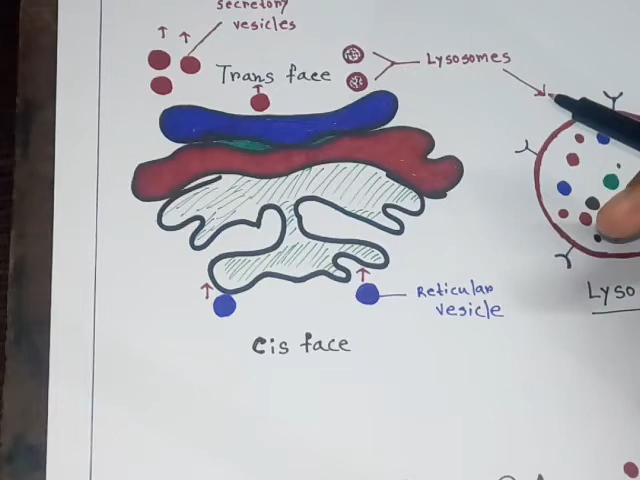 secretory
vesicles
Trans face
Lysosomes
Reticular
vesicle
Cis face
Lyso